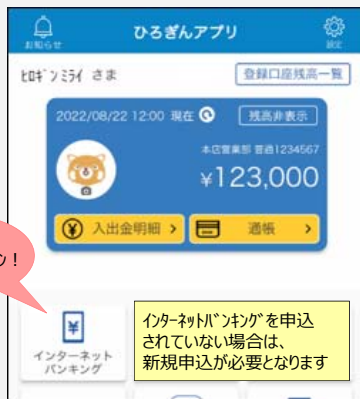 お知らせ
ひろぎんアプリ
設定
ﾋﾛｷﾞﾝ ﾐﾗｲ さま
登録口座残高一覧
2022/08/22 12:00 現在
残高非表示
本店営業部 普通1234567
¥123,000
入出金明細 >
通帳 >
ン！
インターネット
バンキング
ｲﾝﾀｰﾈｯﾄﾊﾞﾝｷﾝｸﾞを申込
されていない場合は、
新規申込が必要となります